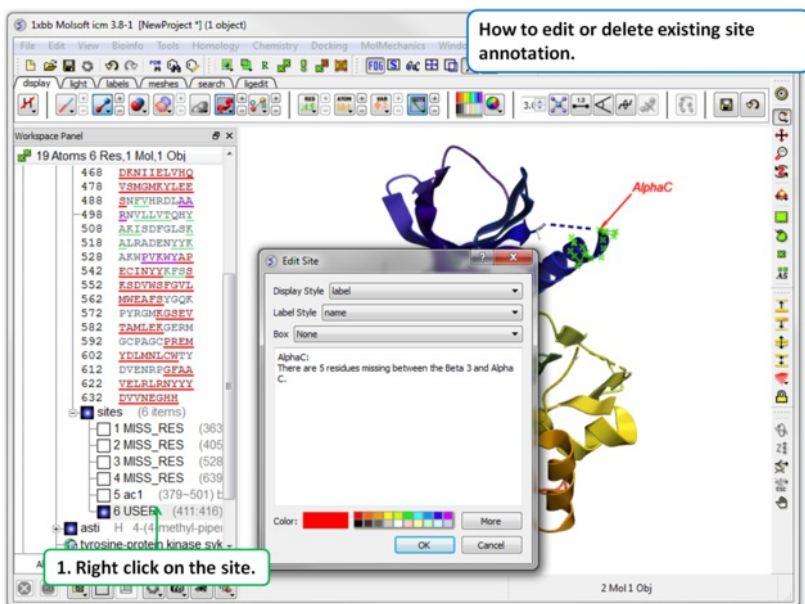 1xbb Molsoft icm 3.8-1 [NewProject *] (1 object)
How to edit or delete existing site
annotation.
File Edit View Bioinfo Tools Homology Chemistry Docking MolMechanics Windows
display light labels meshes search ligedit
Workspace Panel
19 Atoms 6 Res,1 Mol,1 Obj
468 DKNIIELVHQ
478 VSMGMKYLEE
488 SNFVHRDLAA
498 RNVLLVTQHY
508 AKISDFGLSK
518 ALRADENYYK
528 AKWPVKWYAP
542 ECINYYKFSS
552 KSDVWSFGVL
562 MWEAFSYGQK
572 PYRGMKGSEV
582 TAMLEKGERM
592 GCPAGCPREM
602 YDLMNLCWTY
612 DVENRPGFAA
622 VELRLRNYYY
632 DVVNEGHH
sites (6 items)
1 MISS_RES (363
2 MISS_RES (405
3 MISS_RES (528
4 MISS_RES (639
5 ac1 (379~501) b
6 USER (411:416)
asti H 4-(4-methyl-piper
tyrosine-protein kinase syk
1. Right click on the site.
AlphaC
Edit Site
Display Style label
Label Style name
Box None
AlphaC:
There are 5 residues missing between the Beta 3 and Alpha
C.
Color:
More
OK Cancel
2 Mol 1 Obj